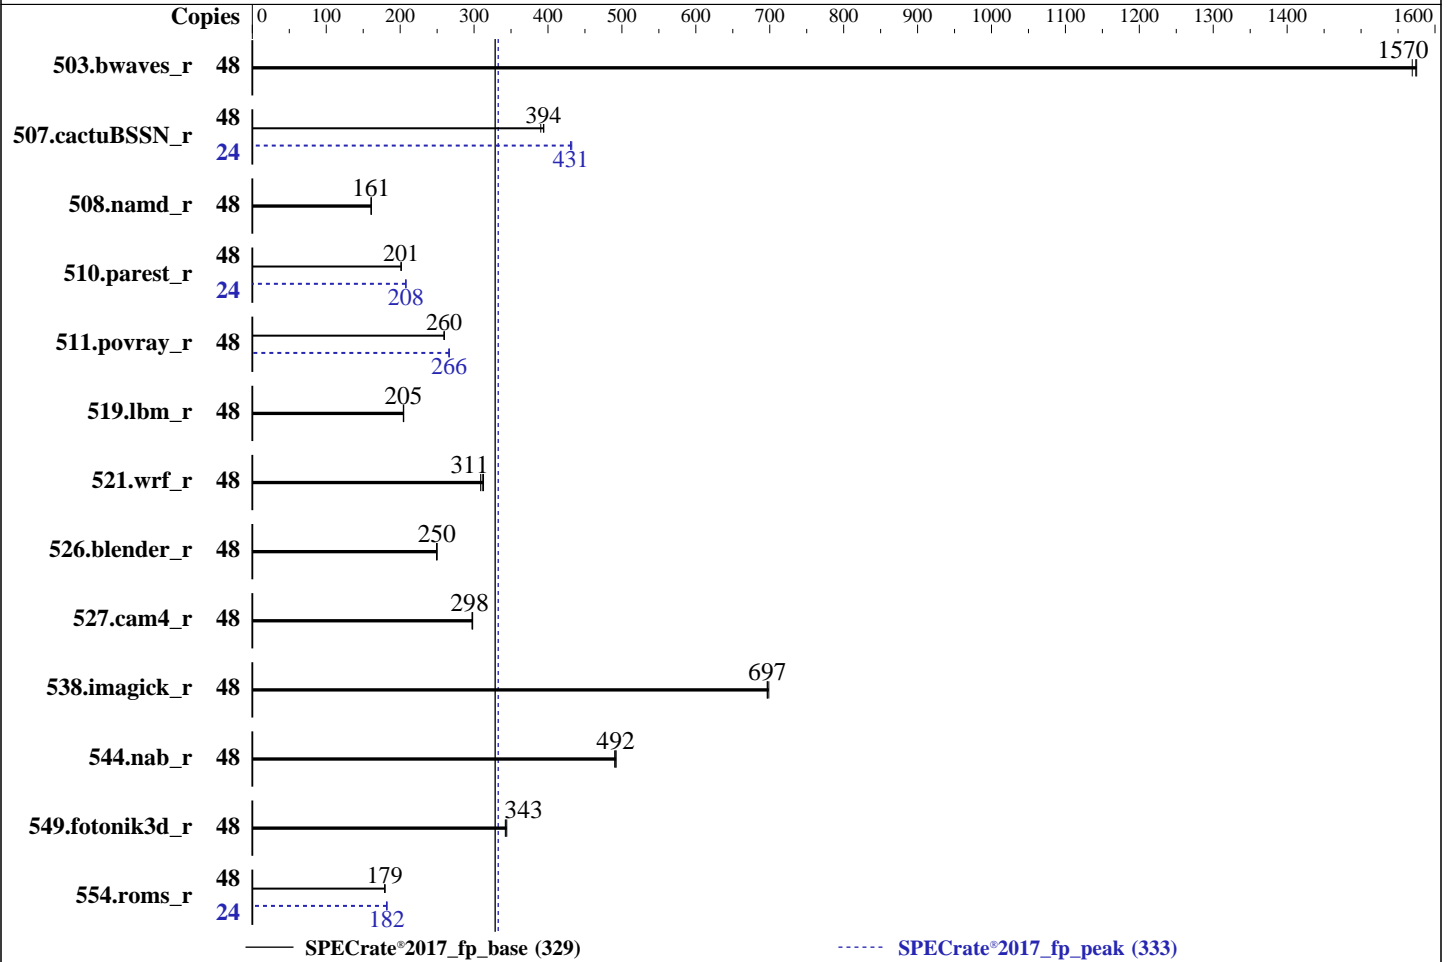 Copies 0 100 200 300 400 500 600 700 800 900 1000 1100 1200 1300 1400 1600
503.bwaves_r 48 1570
507.cactuBSSN_r 48 394
24 431
508.namd_r 48 161
510.parest_r 48 201
24 208
511.povray_r 48 260
266
519.lbm_r 48 205
521.wrf_r 48 311
526.blender_r 48 250
527.cam4_r 48 298
538.imagick_r 48 697
544.nab_r 48 492
549.fotonik3d_r 48 343
554.roms_r 48 179
24 182
SPECrate®2017_fp_base (329) SPECrate®2017_fp_peak (333)